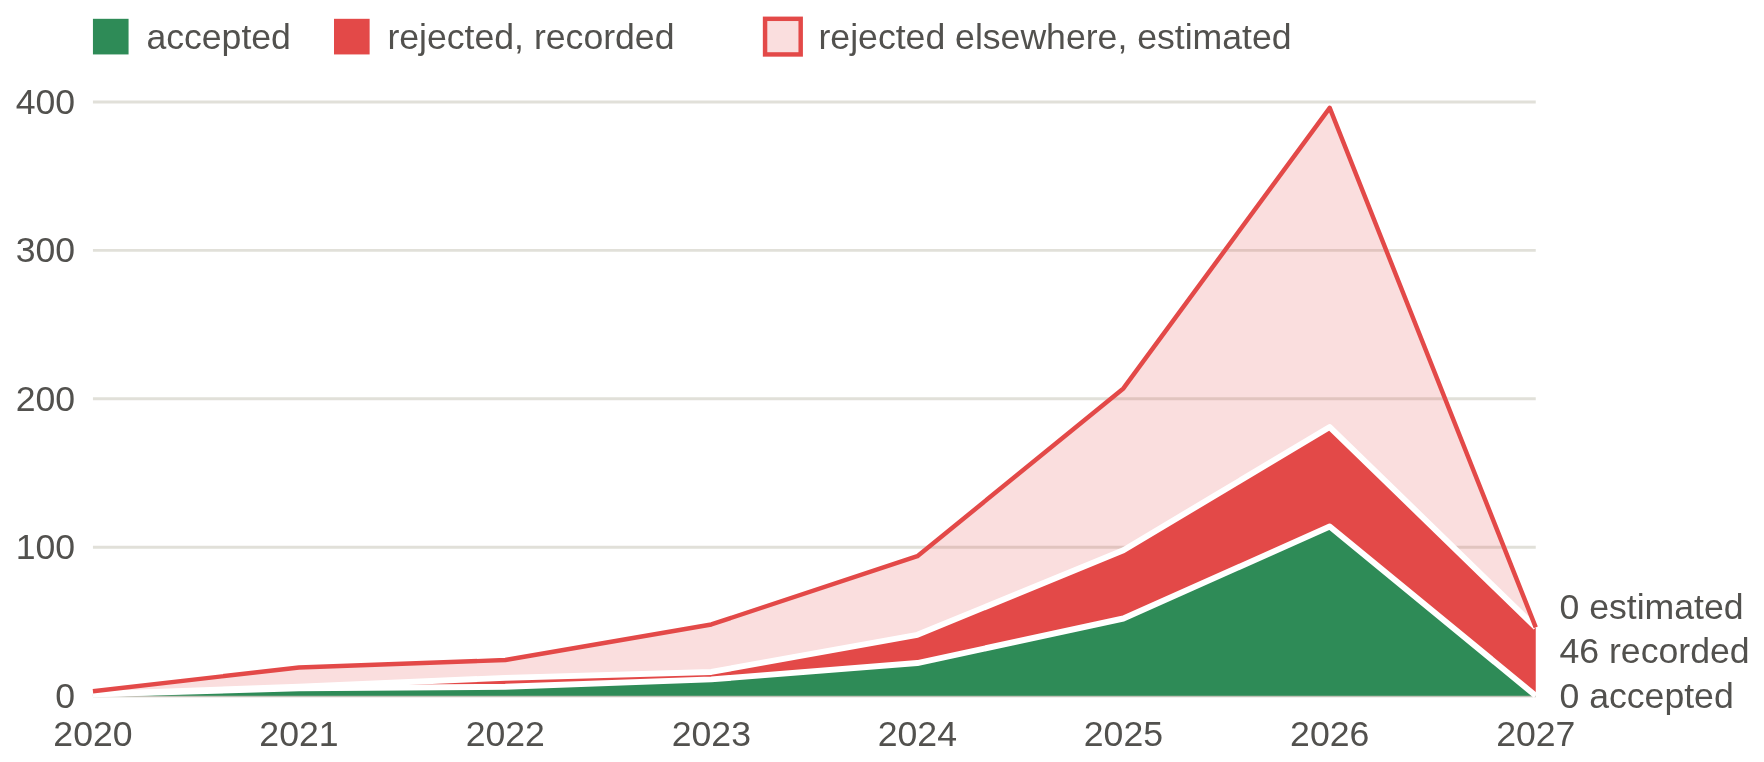 accepted
rejected, recorded
rejected elsewhere, estimated
400
300
200
100
0
0 estimated
46 recorded
0 accepted
2020
2021
2022
2023
2024
2025
2026
2027